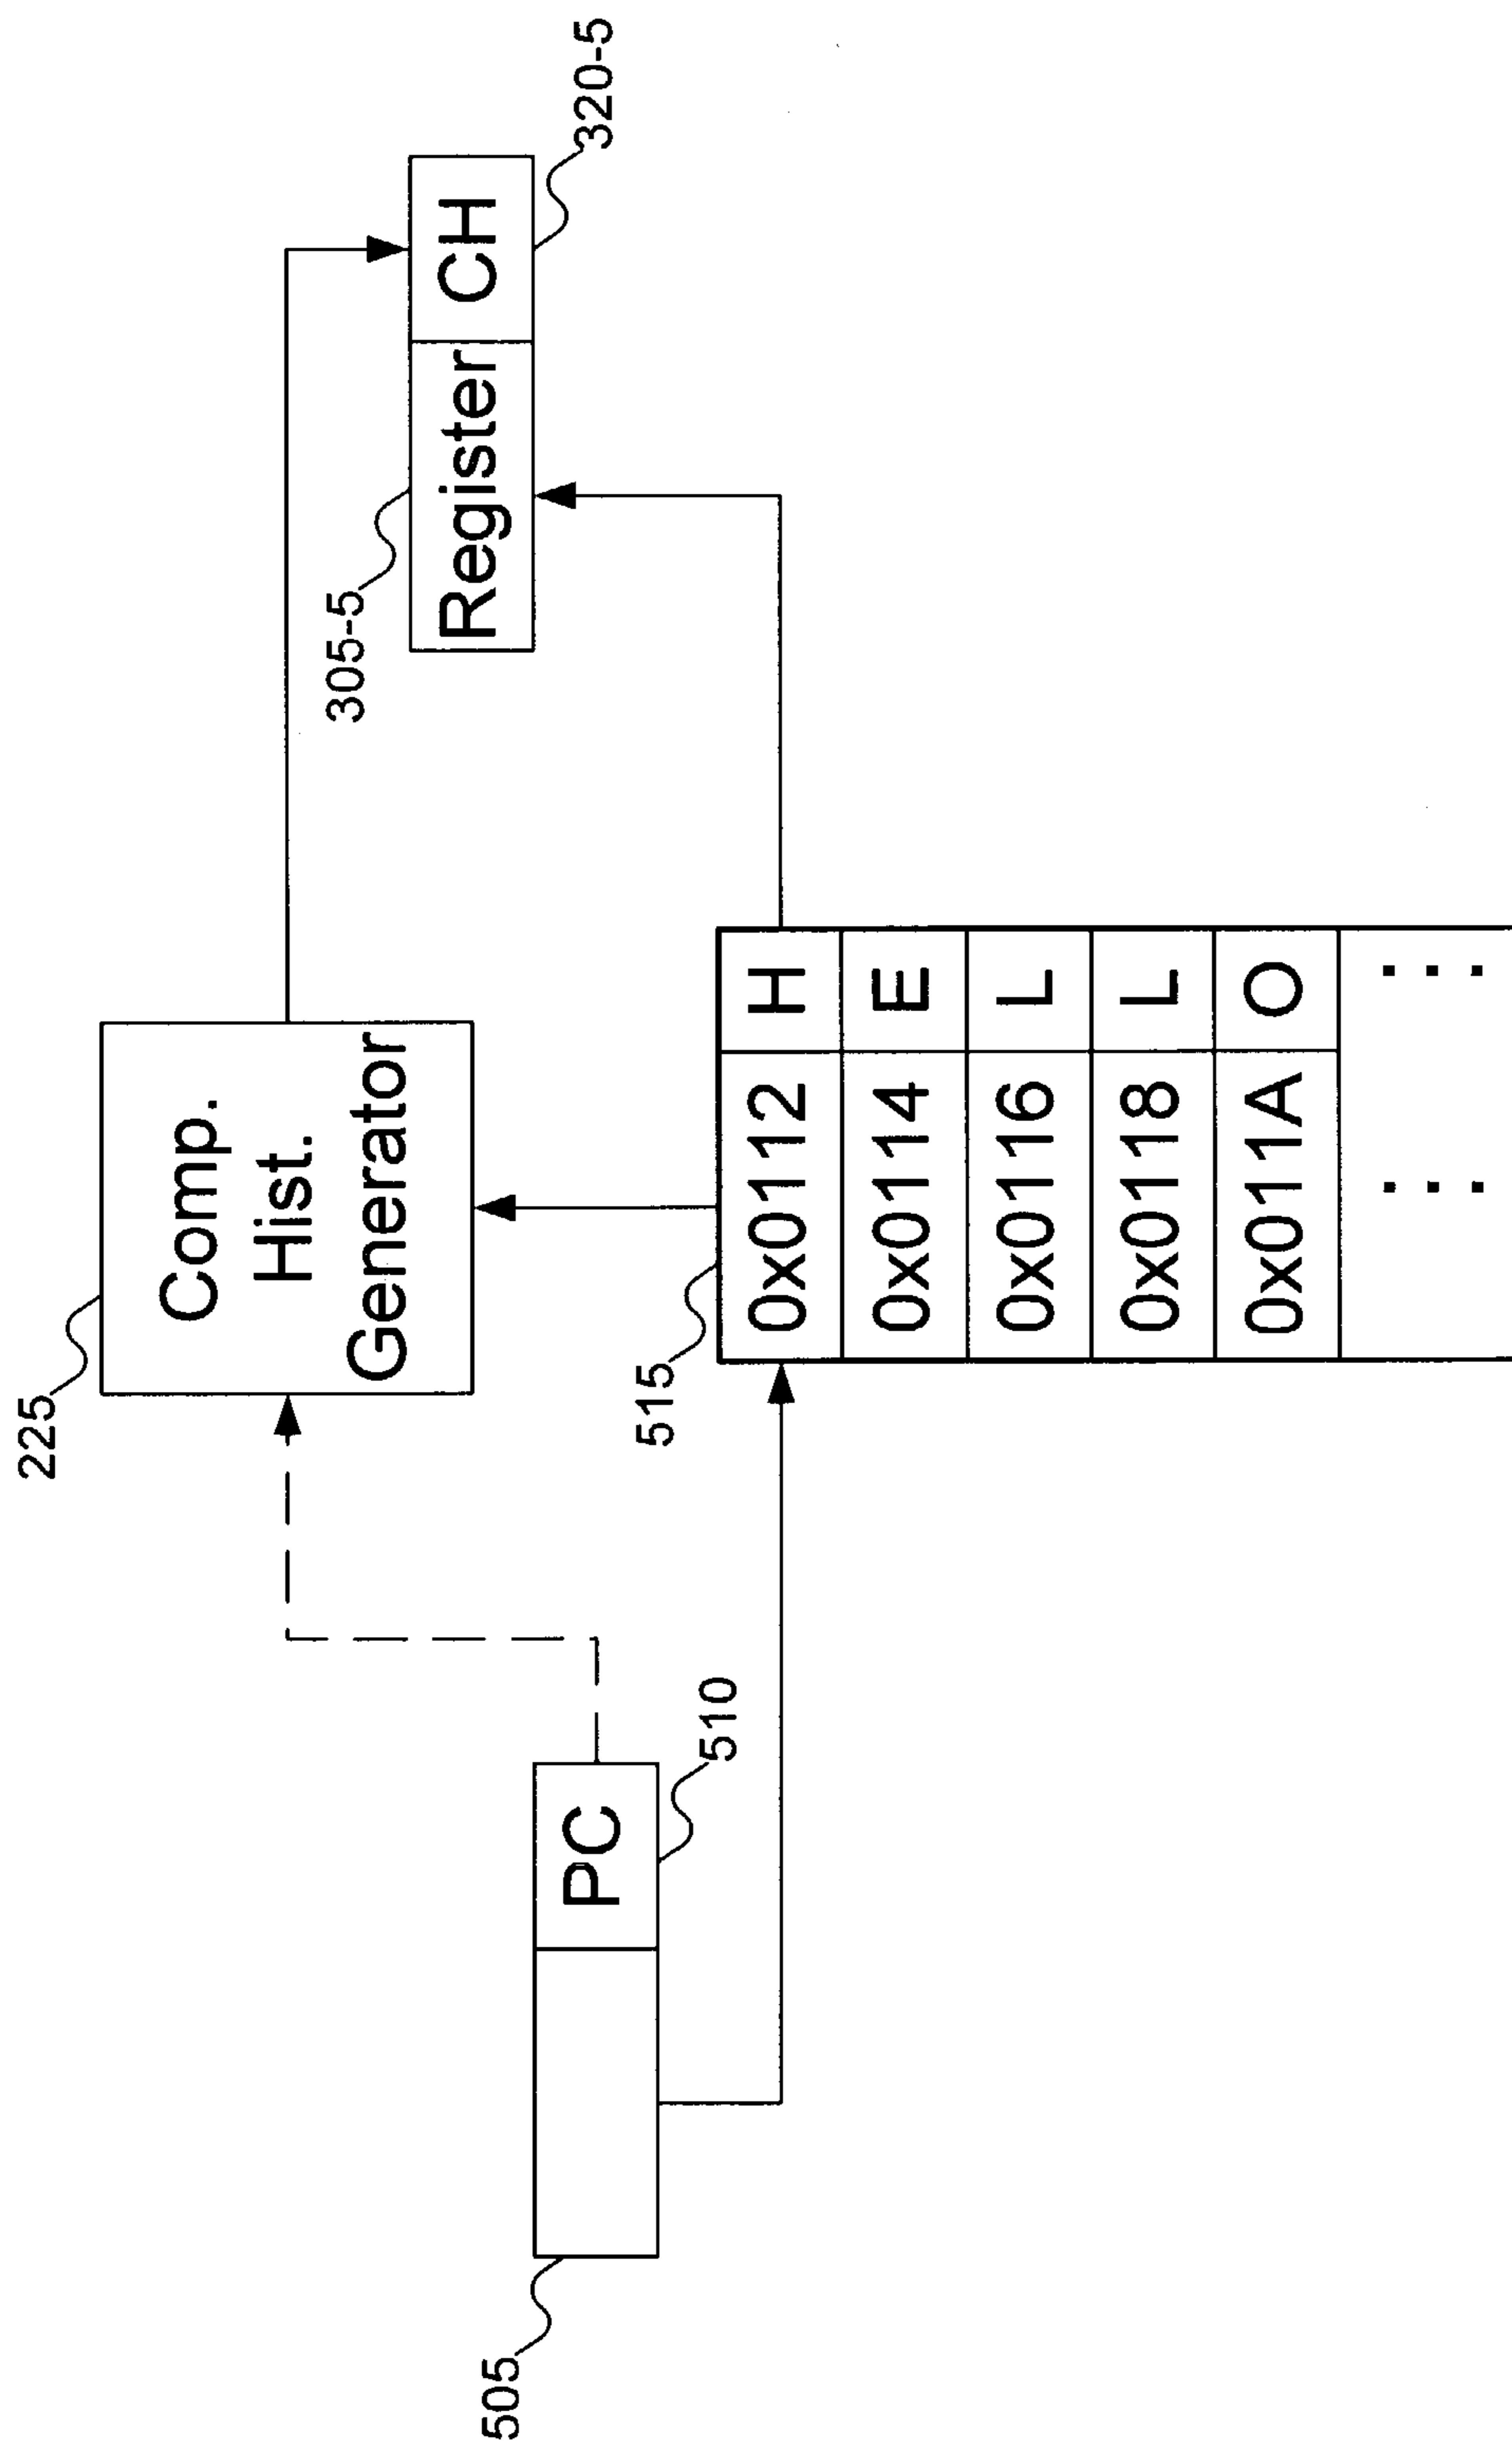 225
Comp.
Hist.
Generator
320-5
305-5
Register CH
505
PC
510
515
0x0112 H
0x0114 E
0x0116 L
0x0118 L
0x011A O
⋮ ⋮